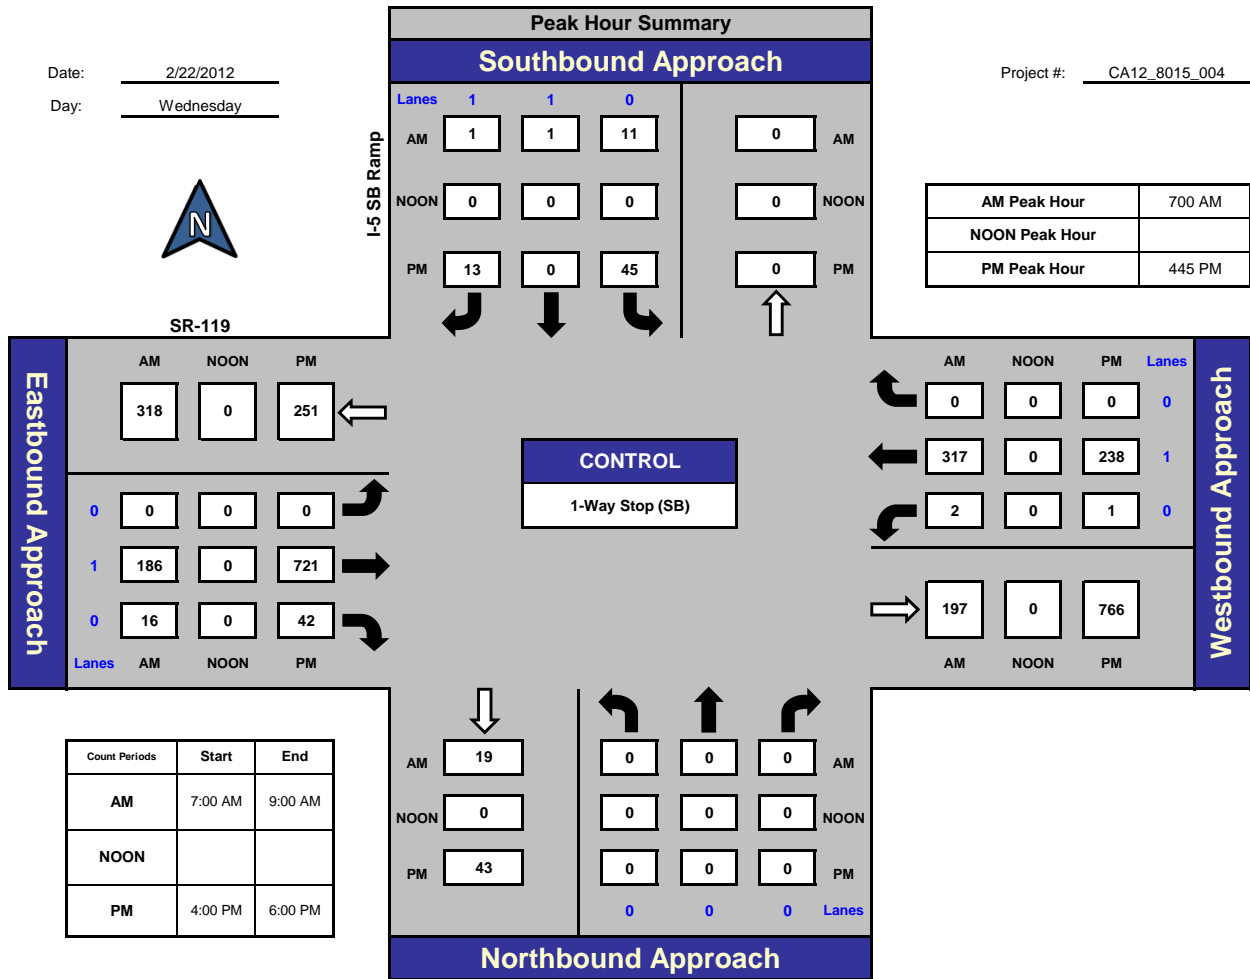 Peak Hour Summary
Southbound Approach
Date: 2/22/2012
Day: Wednesday
Project #: CA12_8015_004
I-5 SB Ramp
Lanes 1 1 0
AM 1 1 11 0 AM
NOON 0 0 0 0 NOON
PM 13 0 45 0 PM
N
AM Peak Hour 700 AM
NOON Peak Hour
PM Peak Hour 445 PM
SR-119
Eastbound Approach
AM NOON PM
318 0 251
0 0 0 0
1 186 0 721
0 16 0 42
Lanes AM NOON PM
CONTROL
1-Way Stop (SB)
AM NOON PM Lanes
0 0 0 0
317 0 238 1
2 0 1 0
197 0 766
AM NOON PM
Westbound Approach
Count Periods Start End
AM 7:00 AM 9:00 AM
NOON
PM 4:00 PM 6:00 PM
AM 19 0 0 0 AM
NOON 0 0 0 0 NOON
PM 43 0 0 0 PM
0 0 0 Lanes
Northbound Approach